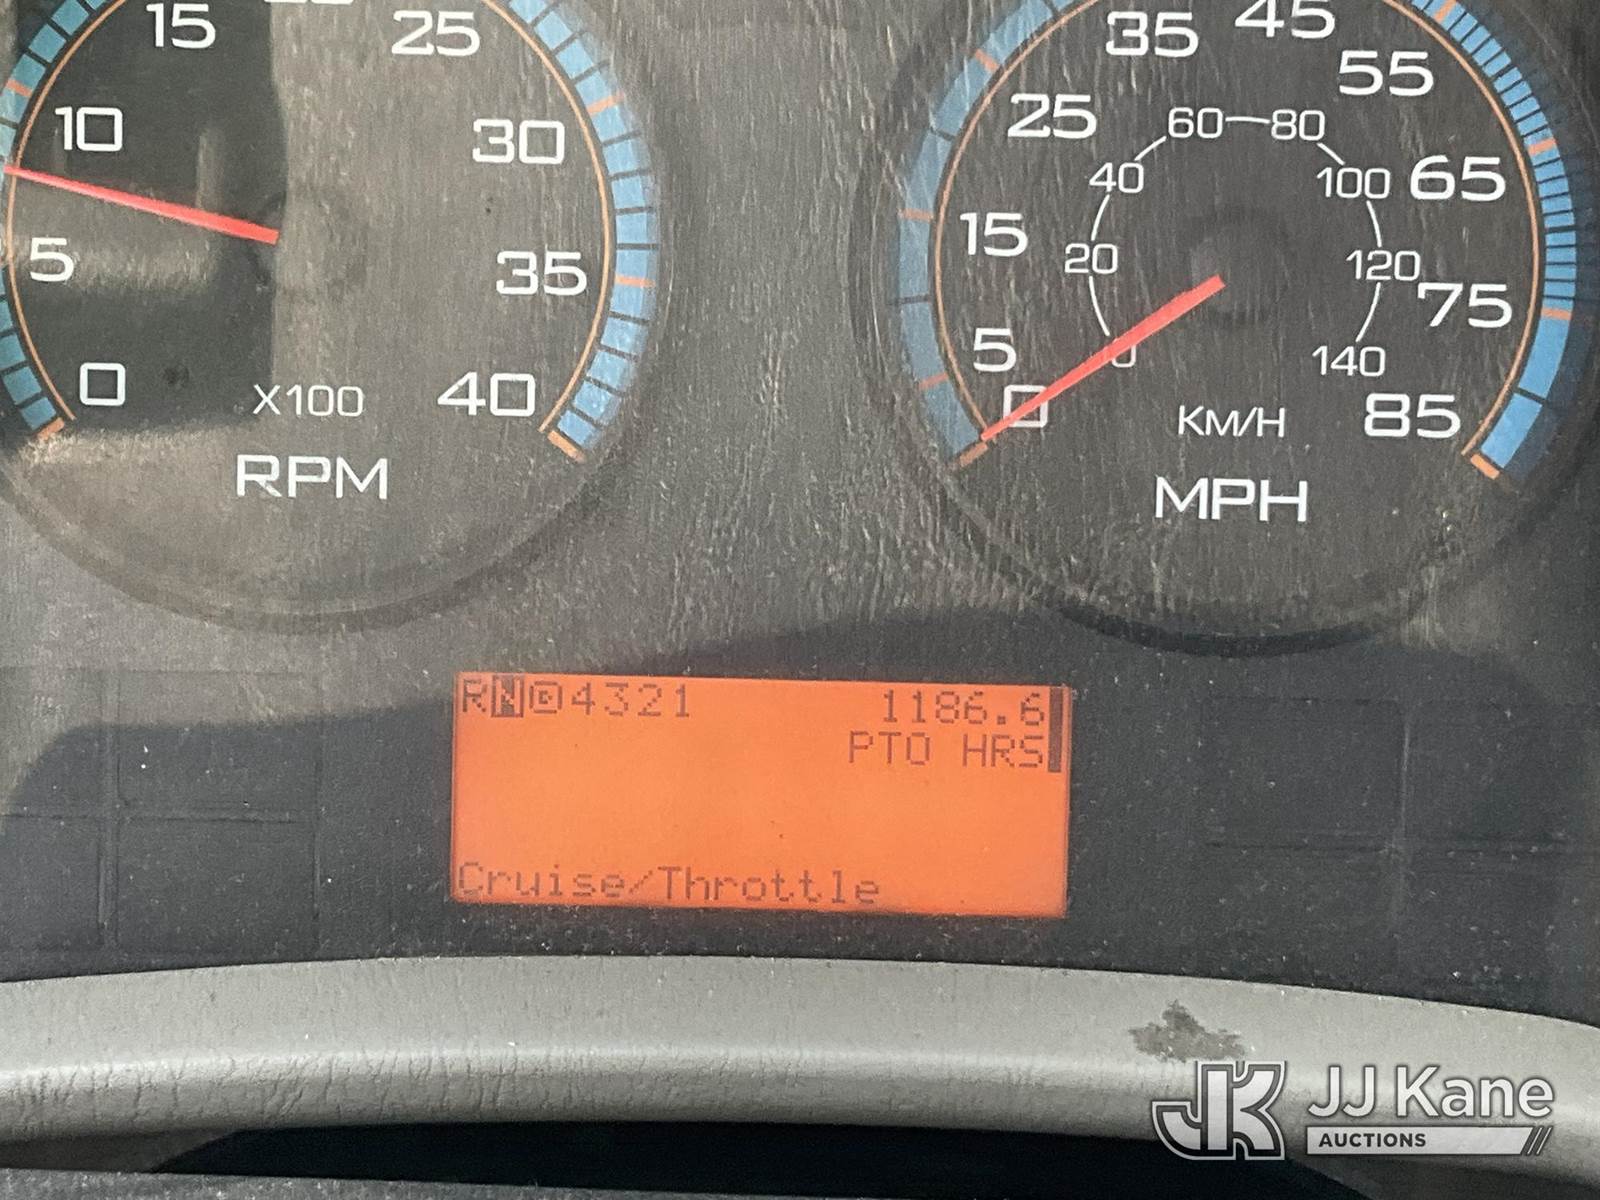 15 25
10 30
5 35
0 40
X100
RPM
35 45
25 55
15 65
5 75
0 85
60 80
40 100
20 120
0 140
KM/H
MPH
RND4321 1186.6
PTO HRS
Cruise/Throttle
JK JJ Kane
AUCTIONS